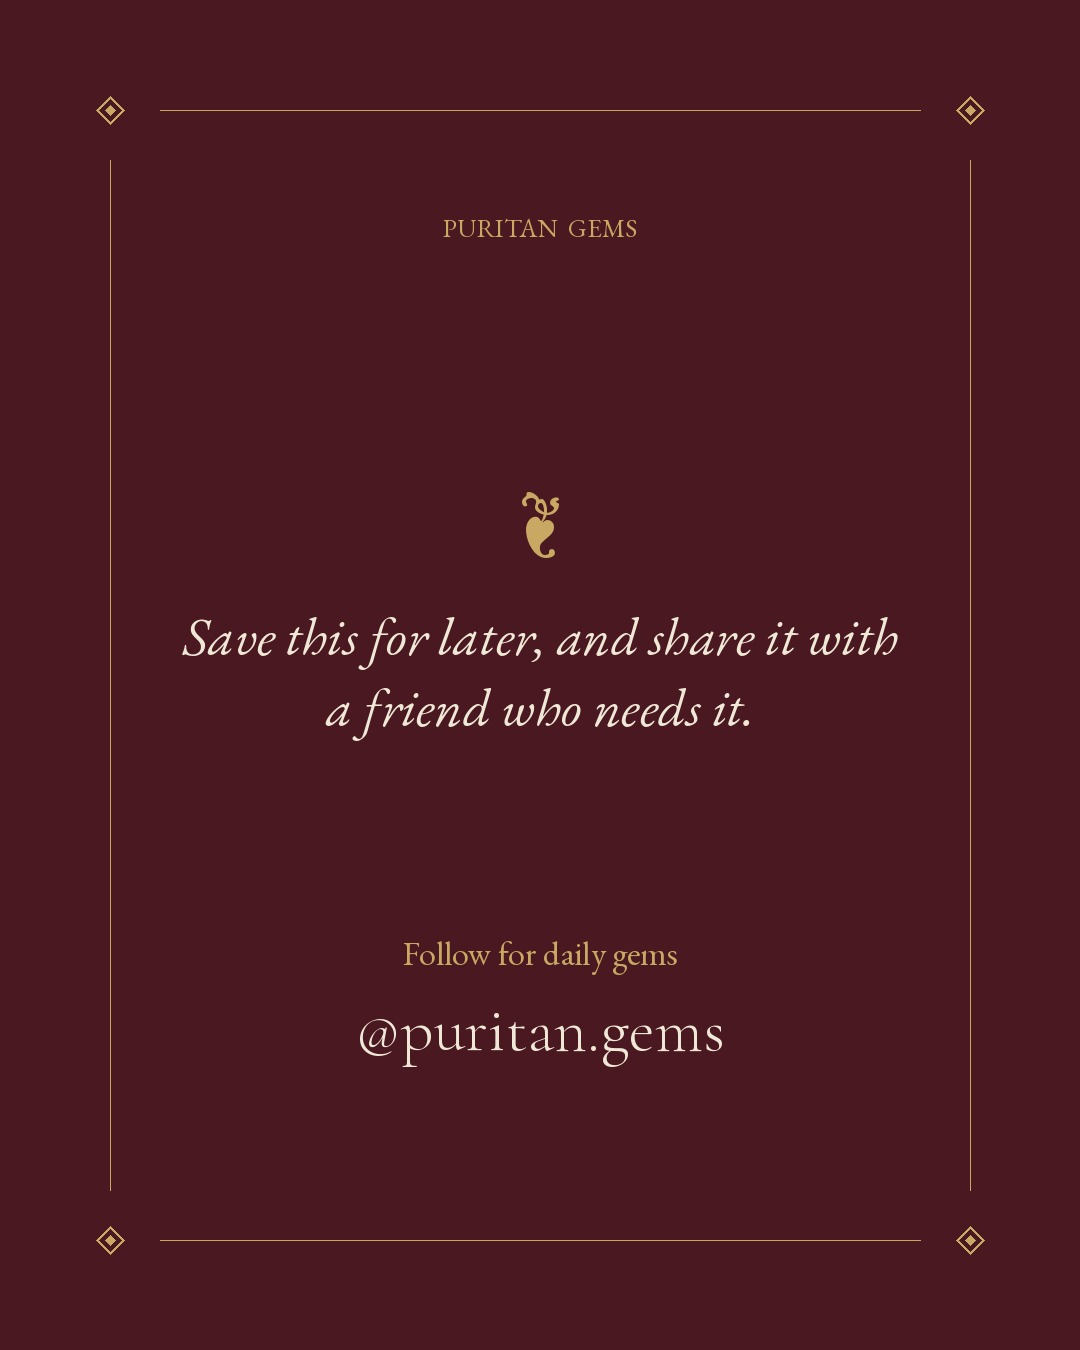 PURITAN GEMS
Save this for later, and share it with
a friend who needs it.
Follow for daily gems
@puritan.gems